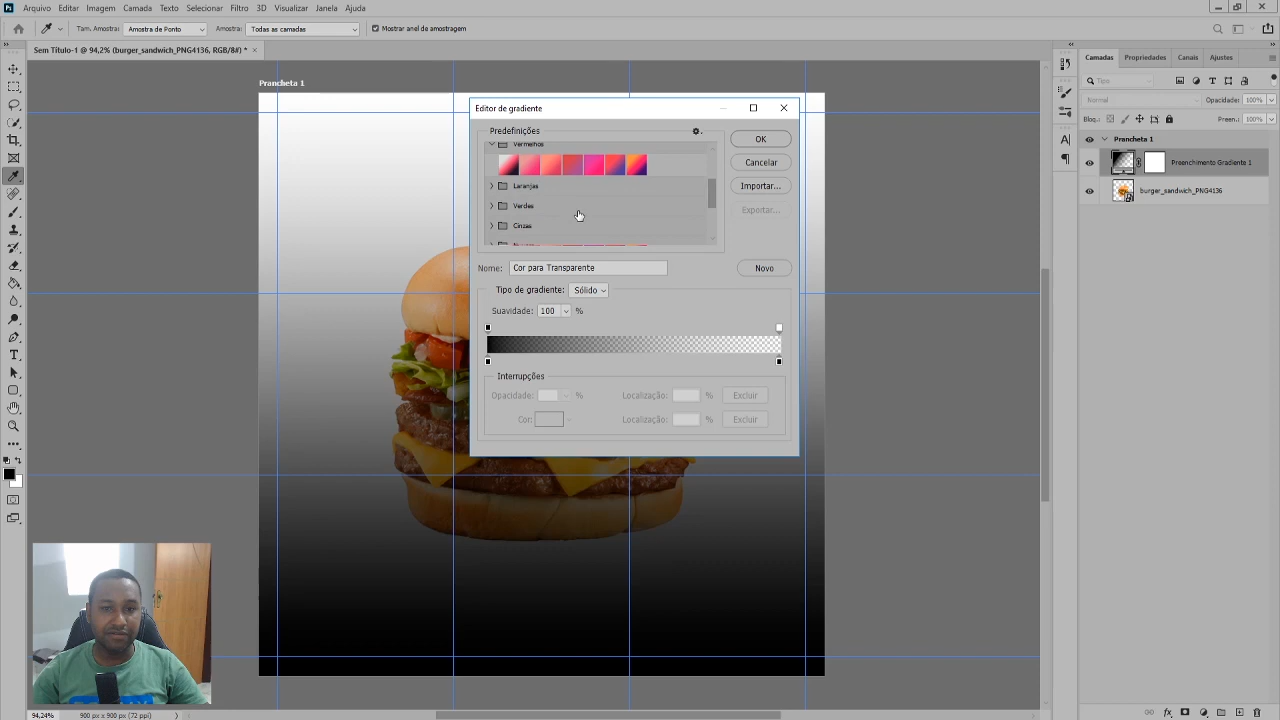 Ps Arquivo Editar Imagem Camada Texto Selecionar Filtro 3D Visualizar Janela Ajuda
Tam. Amostra: Amostra de Ponto Amostra: Todas as camadas Mostrar anel de amostragem
Sem Título-1 @ 94,2% (burger_sandwich_PNG4136, RGB/8#) *
Prancheta 1
Editor de gradiente
Predefinições
Vermelhos
Laranjas
Verdes
Cinzas
OK
Cancelar
Importar...
Exportar...
Nome: Cor para Transparente
Novo
Tipo de gradiente: Sólido
Suavidade: 100 %
Interrupções
Opacidade: % Localização: % Excluir
Cor: Localização: % Excluir
Camadas Propriedades Canais Ajustes
Tipo
Normal Opacidade: 100%
Bloq.: Preen.: 100%
Prancheta 1
Preenchimento Gradiente 1
burger_sandwich_PNG4136
94,24% 900 px x 900 px (72 ppi)